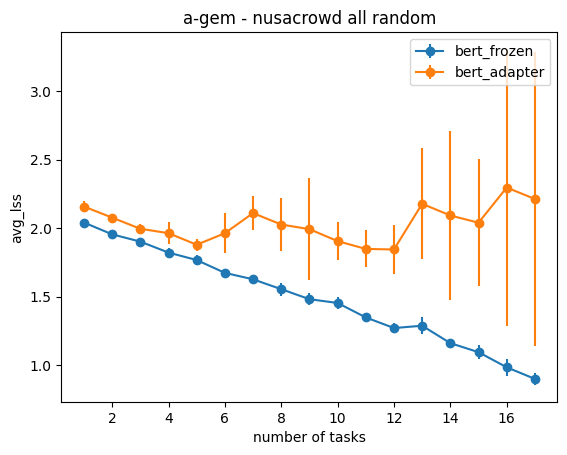 a-gem - nusacrowd all random
bert_frozen
bert_adapter
avg_lss
3.0
2.5
2.0
1.5
1.0
2
4
6
8
10
12
14
16
number of tasks